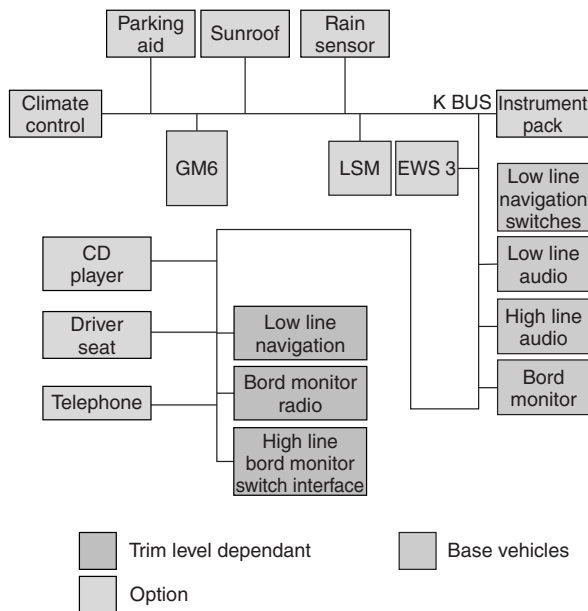 Parking
aid
Sunroof
Rain
sensor
Climate
control
K BUS
Instrument
pack
GM6
LSM
EWS 3
Low line
navigation
switches
CD
player
Low line
audio
Driver
seat
Low line
navigation
High line
audio
Telephone
Bord monitor
radio
Bord
monitor
High line
bord monitor
switch interface
Trim level dependant
Base vehicles
Option